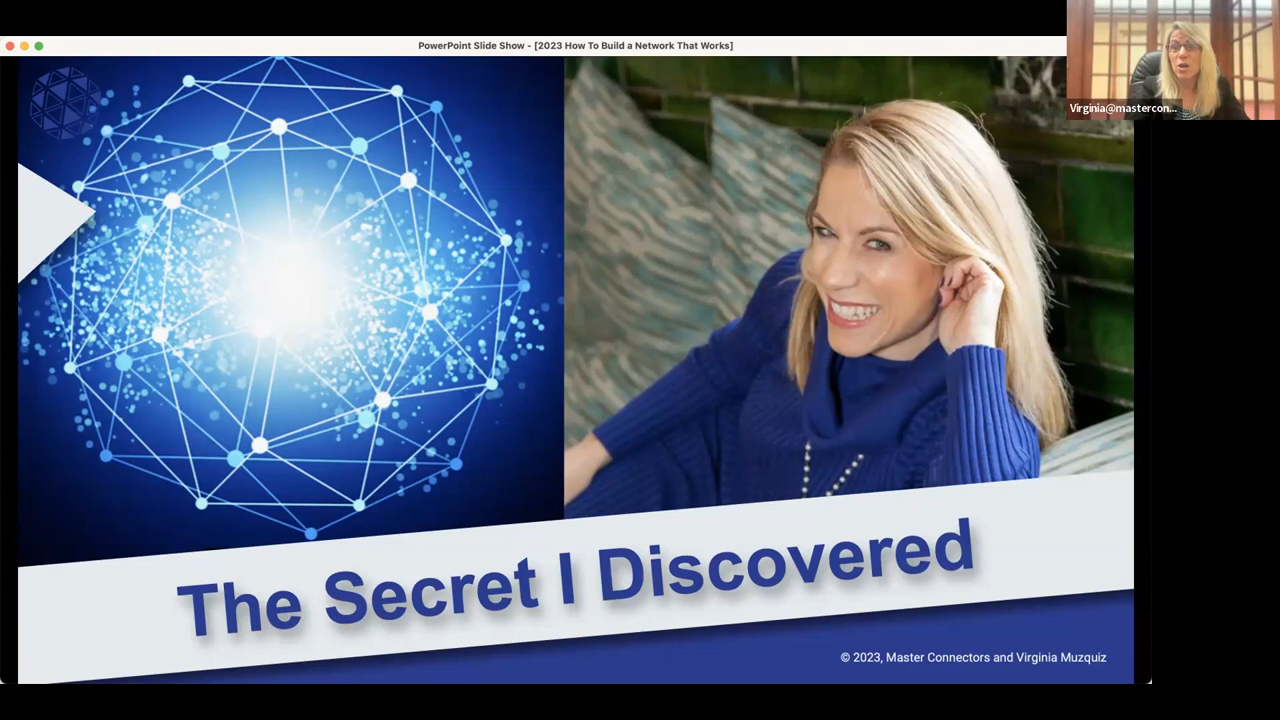 PowerPoint Slide Show - [2023 How To Build a Network That Works]
Virginia@mastercon...
The Secret I Discovered
© 2023, Master Connectors and Virginia Muzquiz